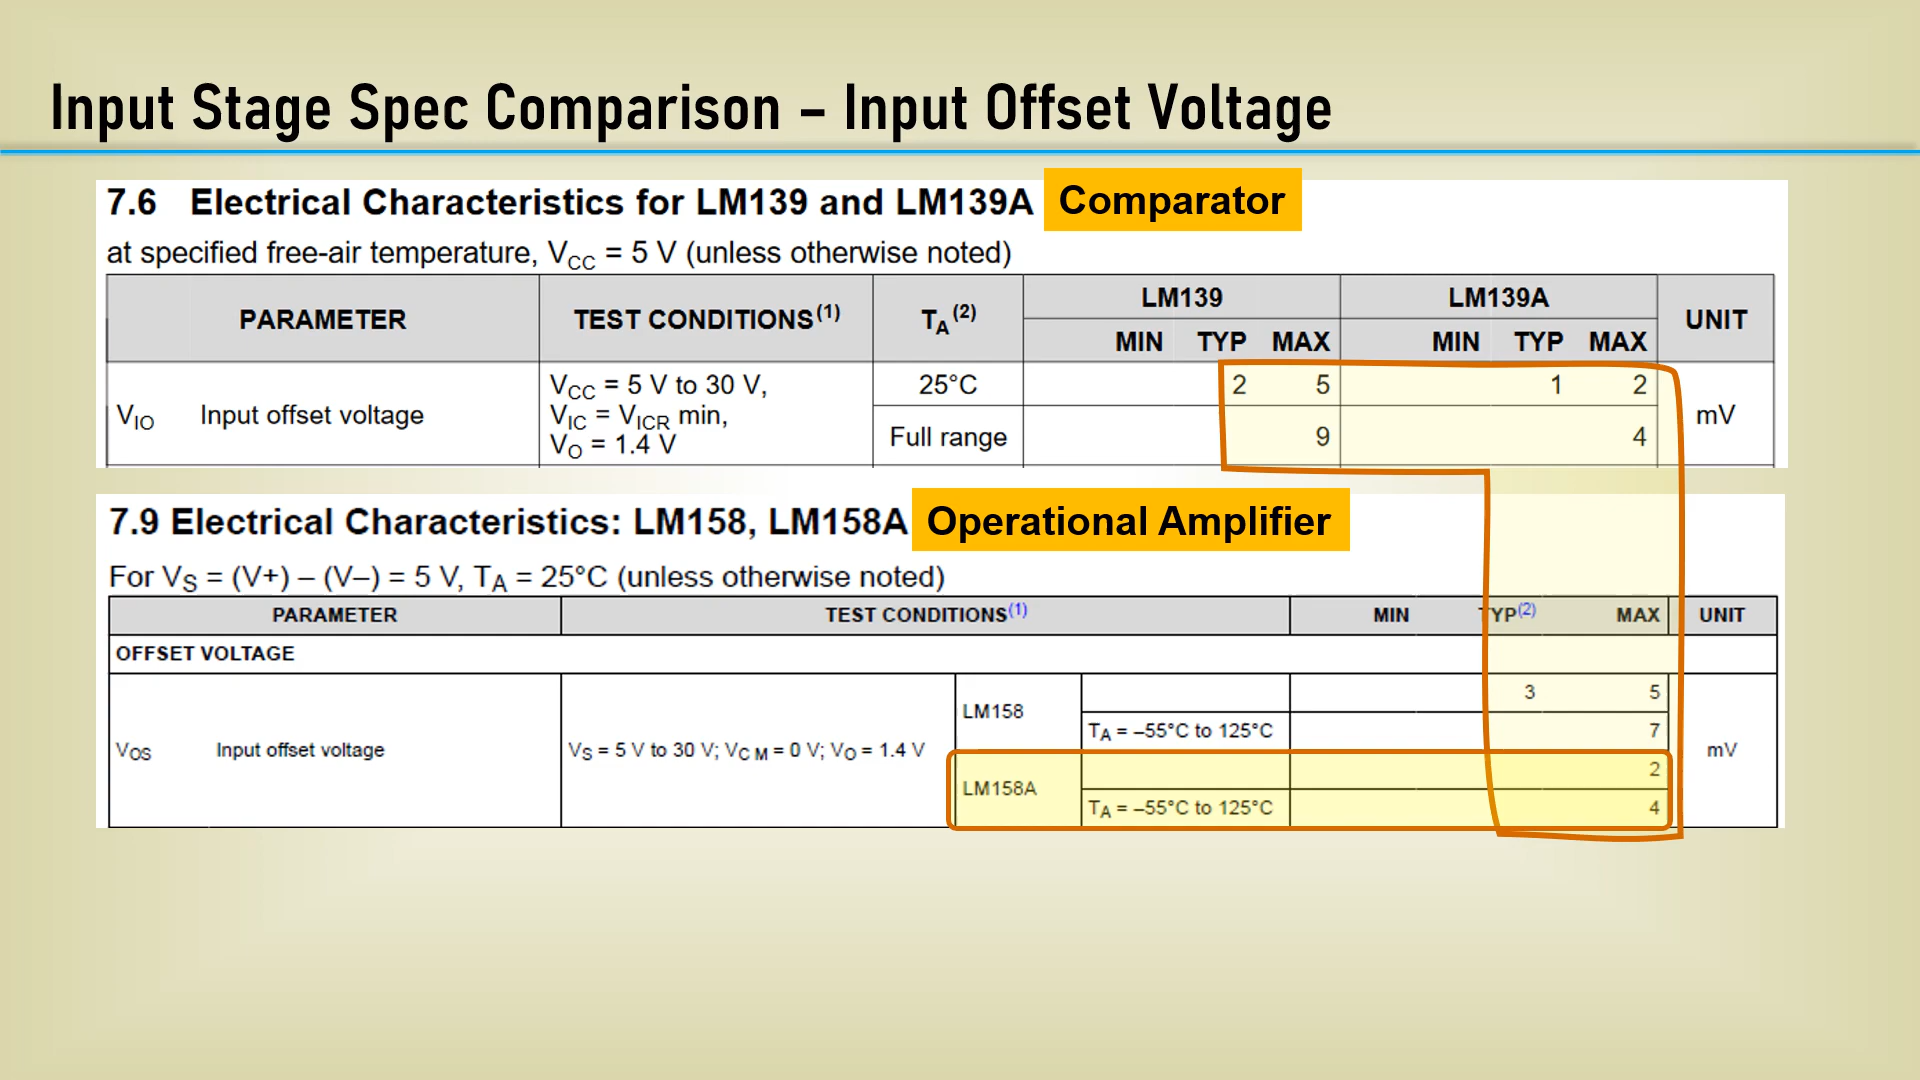 Input Stage Spec Comparison – Input Offset Voltage
7.6 Electrical Characteristics for LM139 and LM139A Comparator
at specified free-air temperature, VCC = 5 V (unless otherwise noted)
PARAMETER TEST CONDITIONS(1) TA(2) LM139 LM139A UNIT
MIN TYP MAX MIN TYP MAX
VIO Input offset voltage VCC = 5 V to 30 V, 25°C 2 5 1 2 mV
VIC = VICR min,
VO = 1.4 V Full range 9 4
7.9 Electrical Characteristics: LM158, LM158A Operational Amplifier
For VS = (V+) – (V–) = 5 V, TA = 25°C (unless otherwise noted)
PARAMETER TEST CONDITIONS(1) MIN TYP(2) MAX UNIT
OFFSET VOLTAGE
VOS Input offset voltage VS = 5 V to 30 V; VCM = 0 V; VO = 1.4 V LM158 3 5 mV
TA = –55°C to 125°C 7
LM158A 2
TA = –55°C to 125°C 4